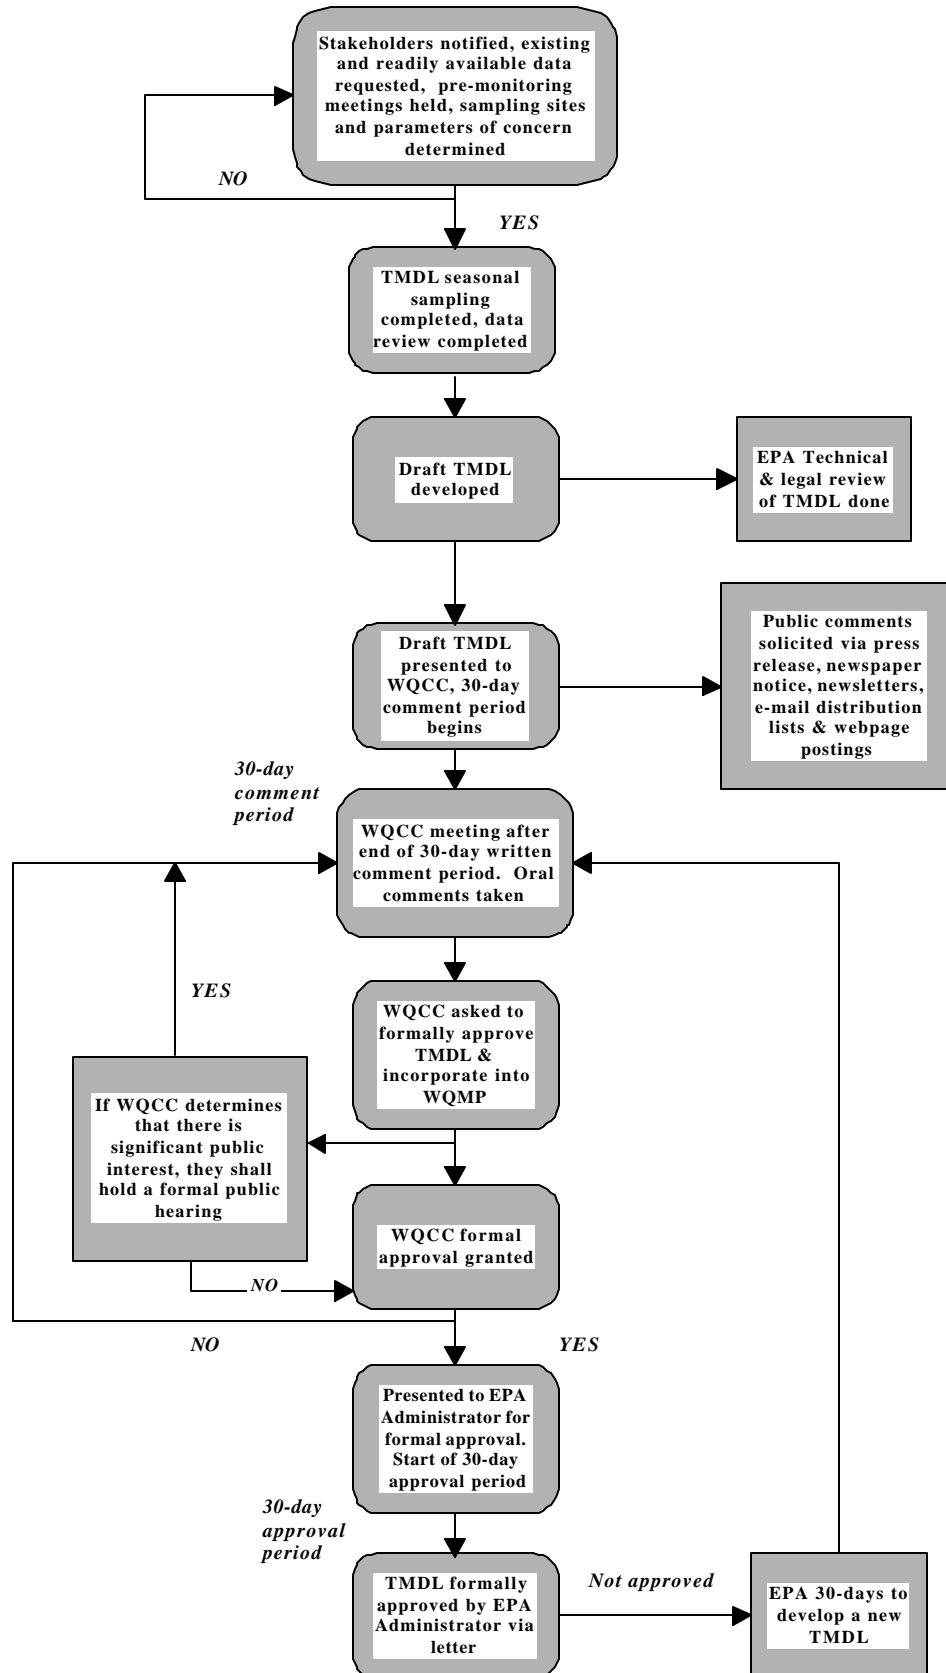 Stakeholders notified, existing
and readily available data
requested, pre-monitoring
meetings held, sampling sites
and parameters of concern
determined
NO
YES
TMDL seasonal
sampling
completed, data
review completed
Draft TMDL
developed
EPA Technical
& legal review
of TMDL done
Draft TMDL
presented to
WQCC, 30-day
comment period
begins
Public comments
solicited via press
release, newspaper
notice, newsletters,
e-mail distribution
lists & webpage
postings
30-day
comment
period
WQCC meeting after
end of 30-day written
comment period. Oral
comments taken
YES
WQCC asked to
formally approve
TMDL &
incorporate into
WQMP
If WQCC determines
that there is
significant public
interest, they shall
hold a formal public
hearing
WQCC formal
approval granted
NO
NO
YES
Presented to EPA
Administrator for
formal approval.
Start of 30-day
approval period
30-day
approval
period
TMDL formally
approved by EPA
Administrator via
letter
Not approved
EPA 30-days to
develop a new
TMDL